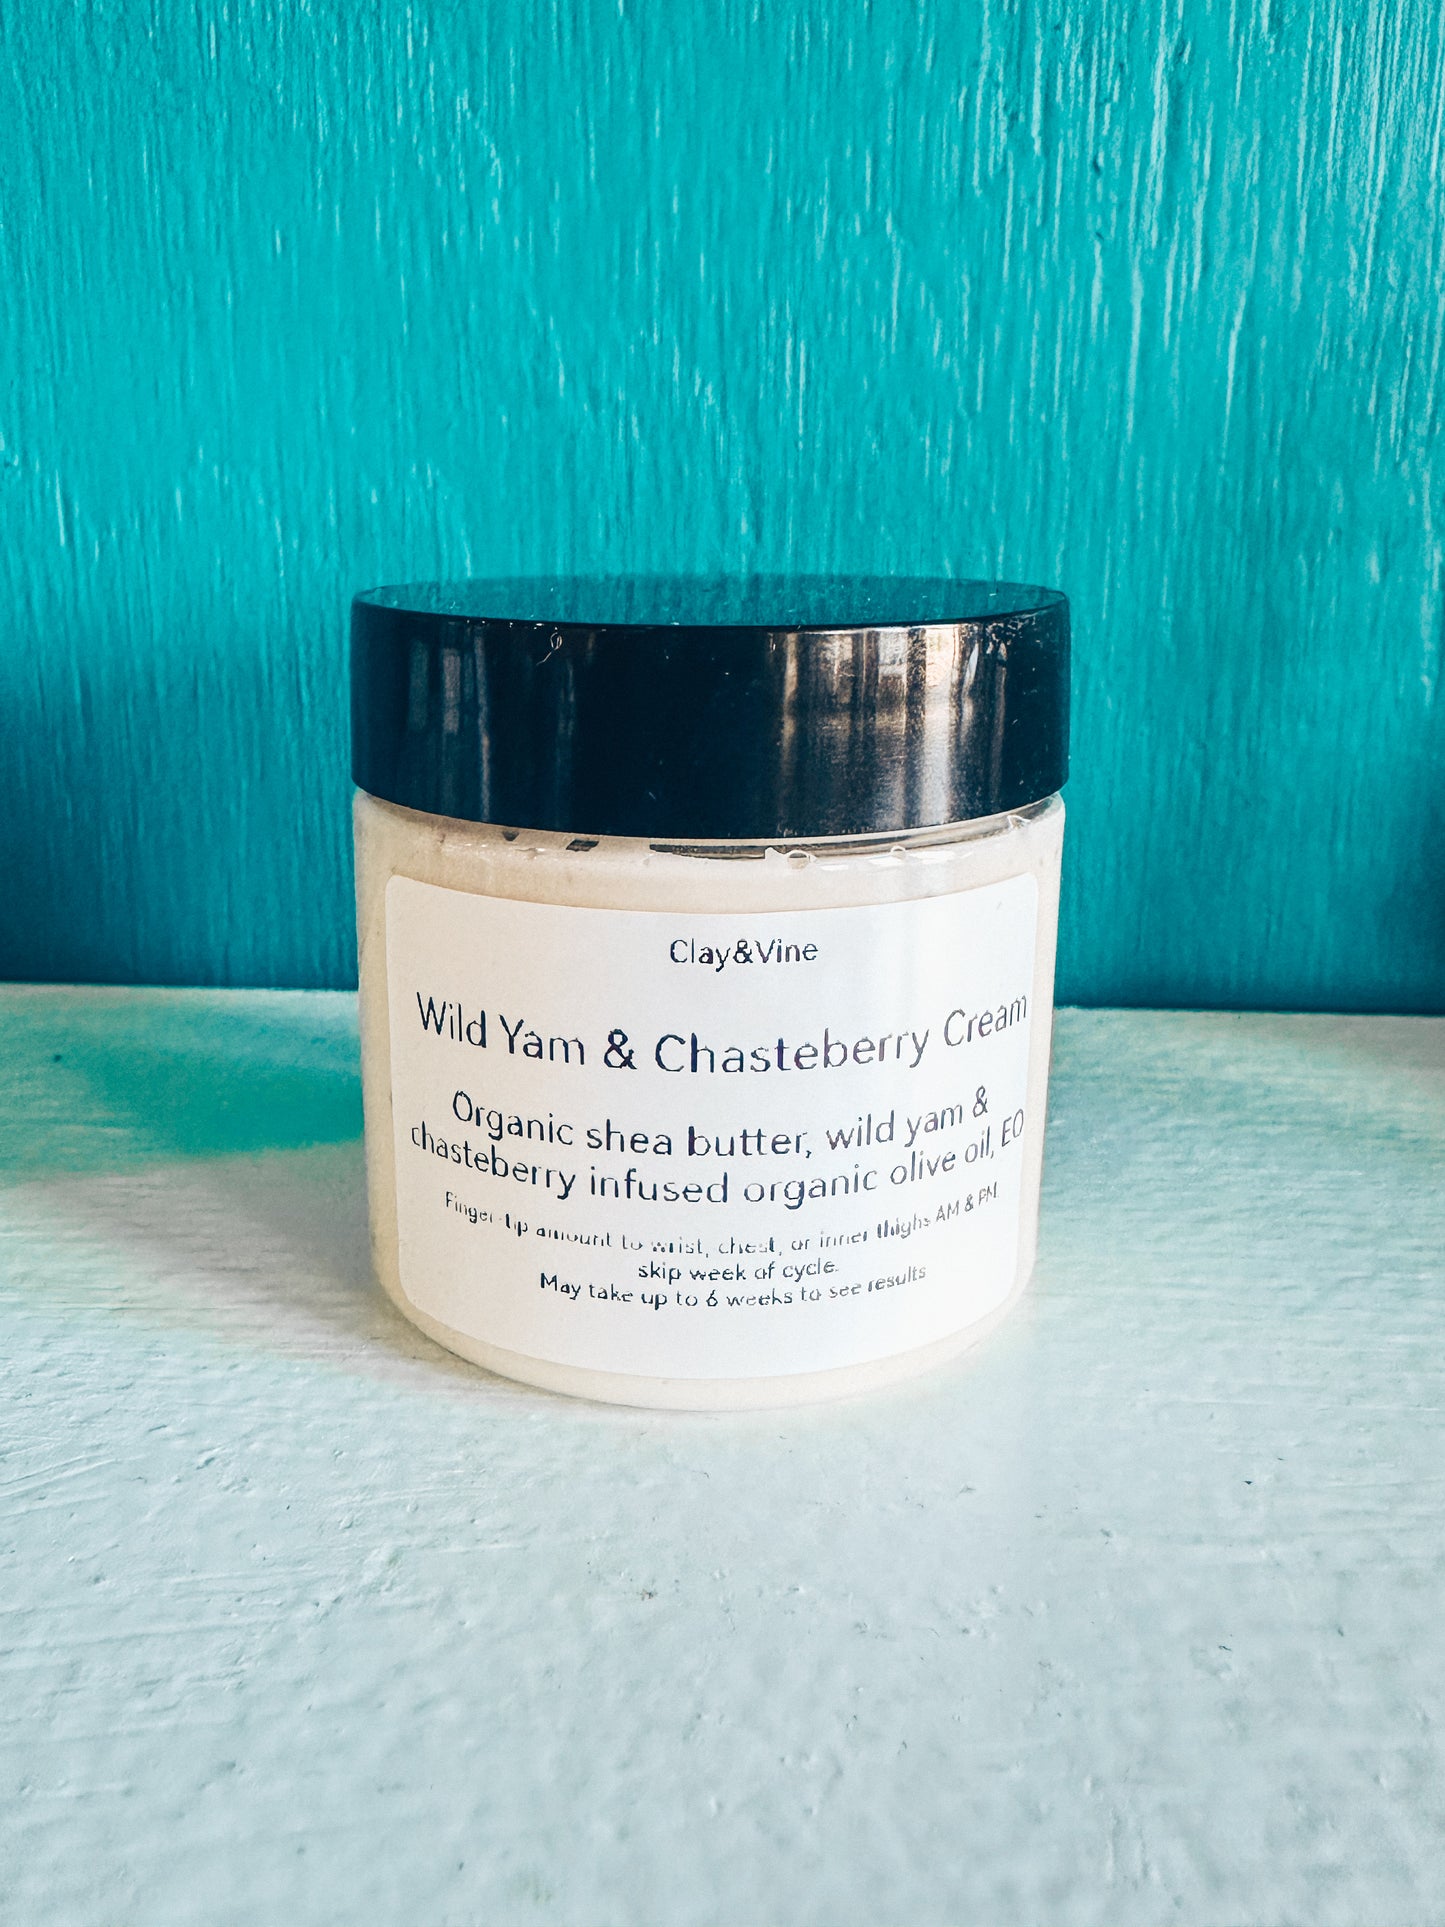 Clay&Vine
Wild Yam & Chasteberry Cream
Organic shea butter, wild yam &
chasteberry infused organic olive oil, EO
Finger-tip amount to wrist, chest, or inner thighs AM & PM
skip week of cycle.
May take up to 6 weeks to see results